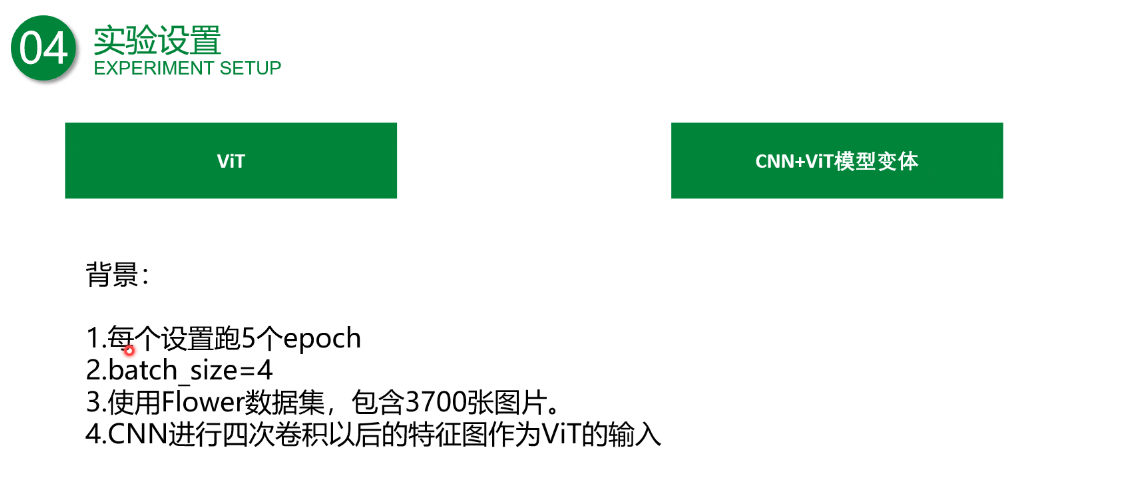 04
实验设置
EXPERIMENT SETUP
ViT
CNN+ViT模型变体
背景：
1.每个设置跑5个epoch
2.batch_size=4
3.使用Flower数据集，包含3700张图片。
4.CNN进行四次卷积以后的特征图作为ViT的输入